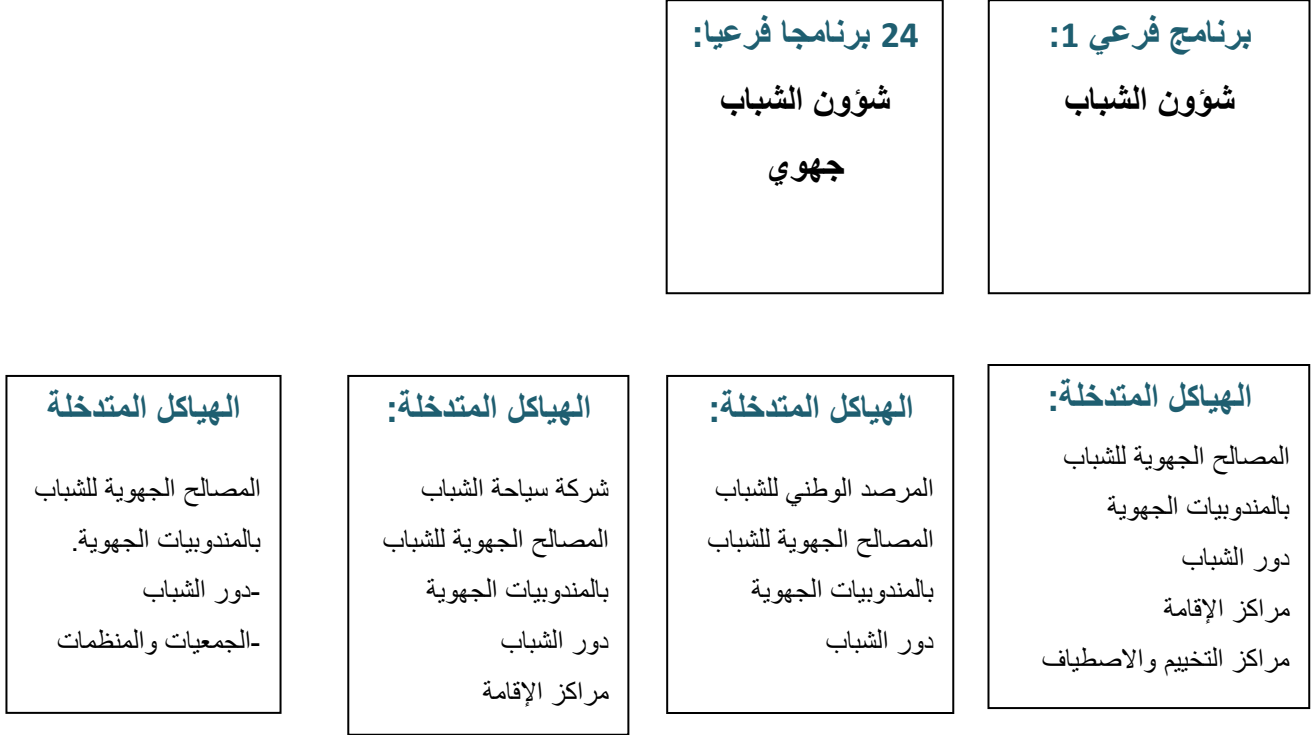 برنامج فرعي 1:
شؤون الشباب
24 برنامجا فرعيا:
شؤون الشباب
جهوي
الهياكل المتدخلة:
المصالح الجهوية للشباب
بالمندوبيات الجهوية
دور الشباب
مراكز الإقامة
مراكز التخييم والاصطياف
الهياكل المتدخلة:
المرصد الوطني للشباب
المصالح الجهوية للشباب
بالمندوبيات الجهوية
دور الشباب
الهياكل المتدخلة:
شركة سياحة الشباب
المصالح الجهوية للشباب
بالمندوبيات الجهوية
دور الشباب
مراكز الإقامة
الهياكل المتدخلة
المصالح الجهوية للشباب
بالمندوبيات الجهوية.
-دور الشباب
-الجمعيات والمنظمات